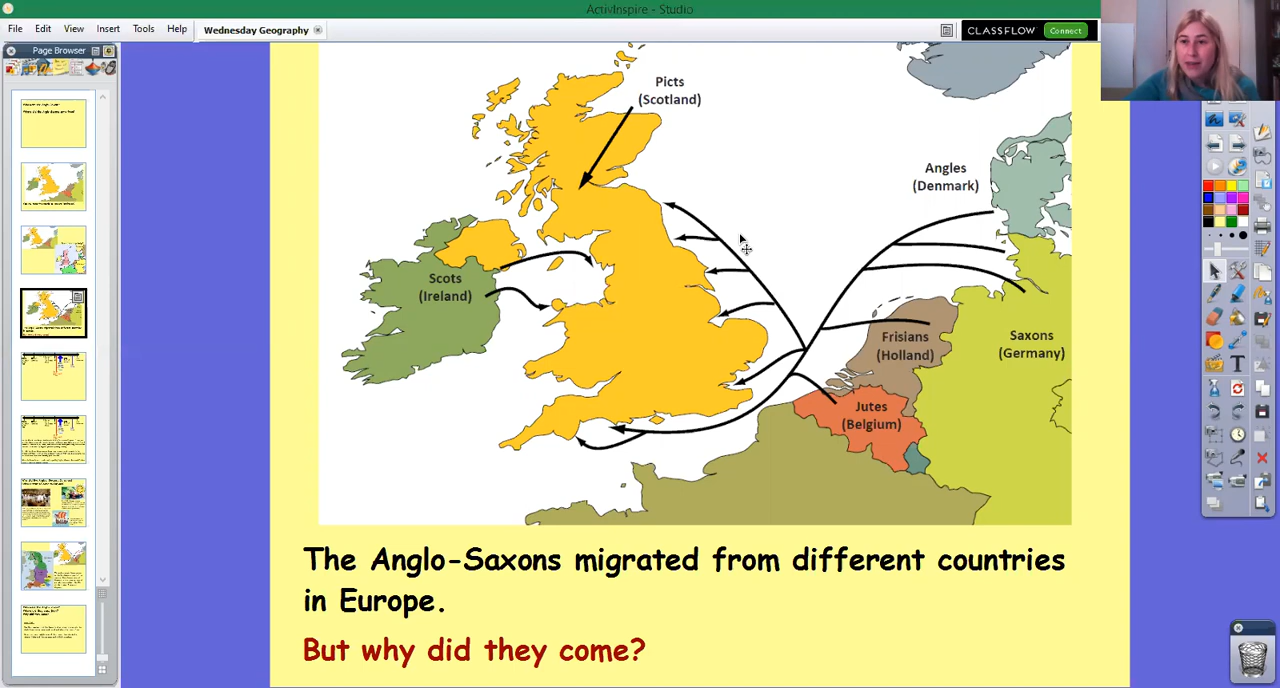 ActivInspire - Studio
File Edit View Insert Tools Help Wednesday Geography
CLASSFLOW Connect
Page Browser
Picts
(Scotland)
Angles
(Denmark)
Scots
(Ireland)
Frisians
(Holland)
Saxons
(Germany)
Jutes
(Belgium)
The Anglo-Saxons migrated from different countries
in Europe.
But why did they come?